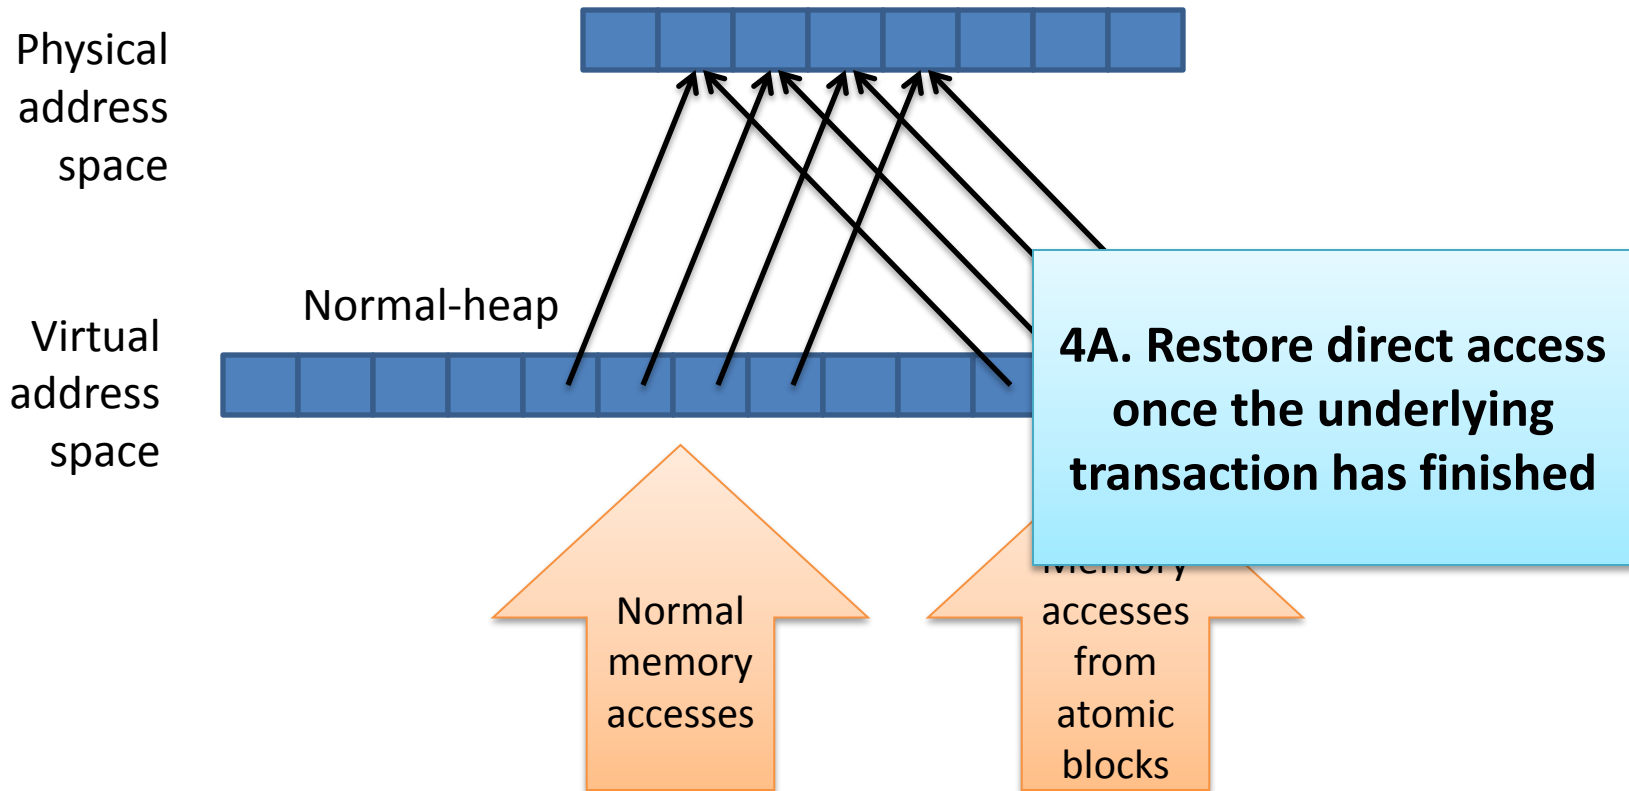 Physical
address
space
Normal-heap
Virtual
address
space
4A. Restore direct access
once the underlying
transaction has finished
Normal
memory
accesses
Memory
accesses
from
atomic
blocks